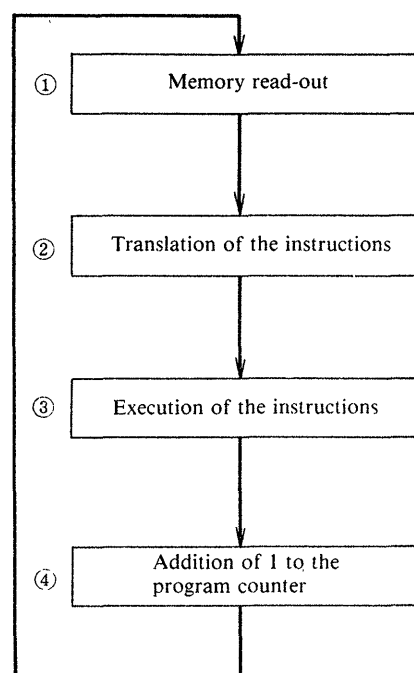 ① Memory read-out
② Translation of the instructions
③ Execution of the instructions
④ Addition of 1 to the
program counter